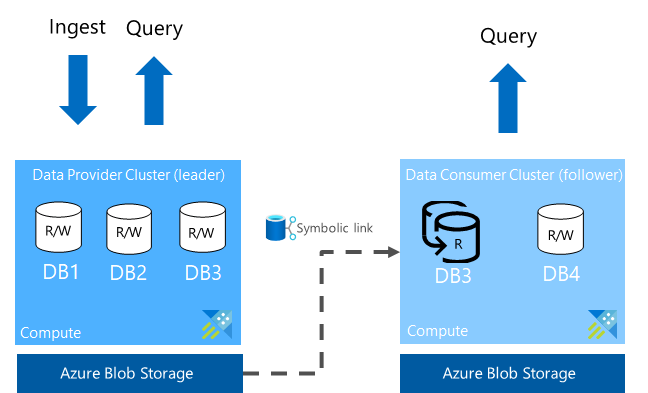 Ingest
Query
Query
Data Provider Cluster (leader)
R/W
R/W
R/W
DB1
DB2
DB3
Compute
Azure Blob Storage
Symbolic link
Data Consumer Cluster (follower)
R
R/W
DB3
DB4
Compute
Azure Blob Storage